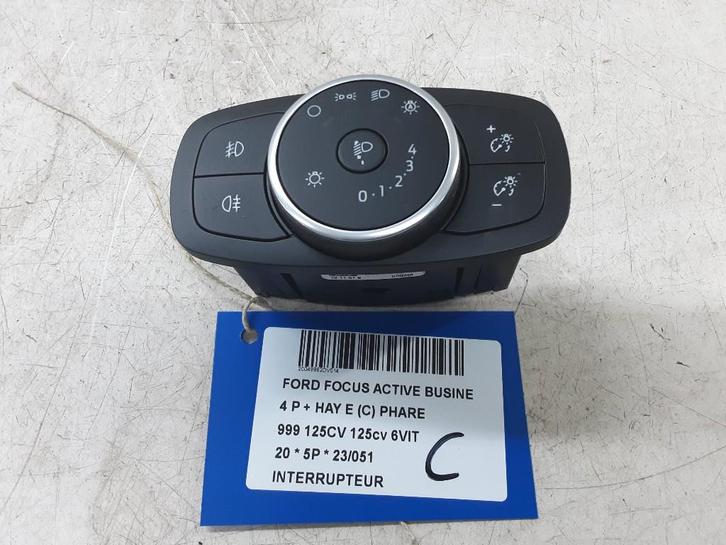 4
3
0·1·2
+
A
−
FORD FOCUS ACTIVE BUSINE
4 P + HAY E (C) PHARE
999 125CV 125cv 6VIT
20 * 5P * 23/051
INTERRUPTEUR
C